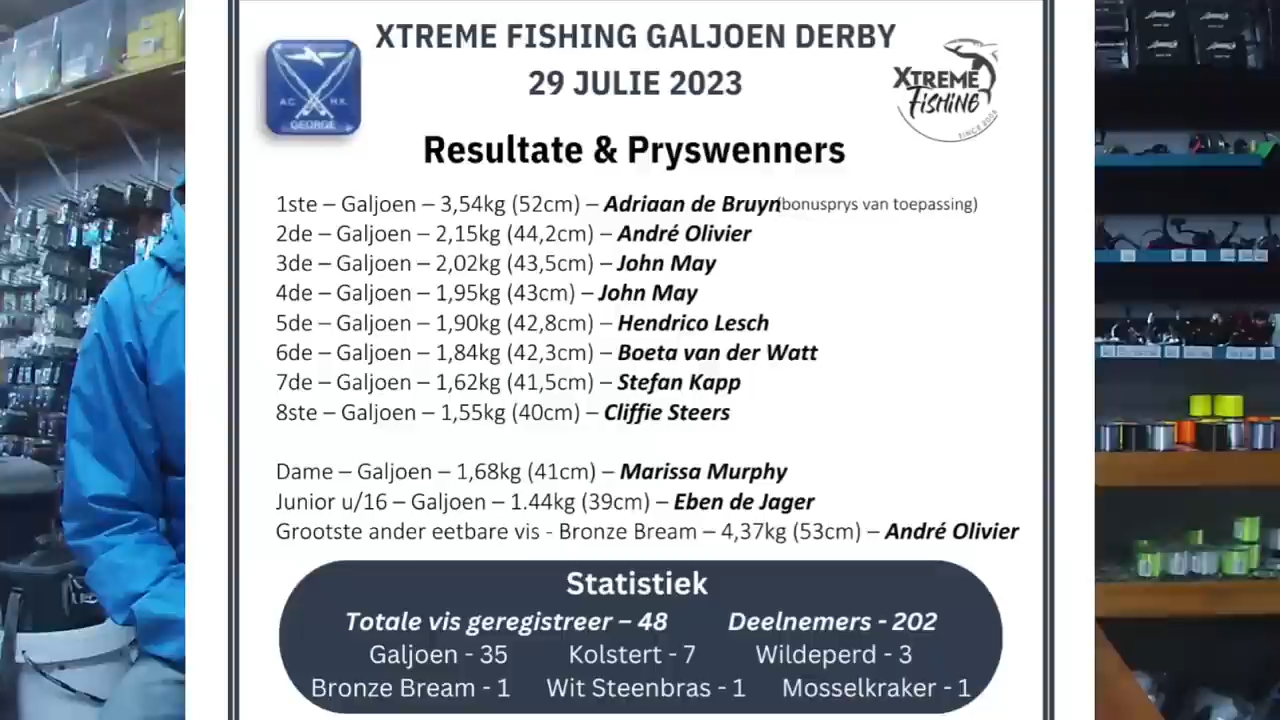 XTREME FISHING GALJOEN DERBY
29 JULIE 2023
A.C. H.K.
GEORGE
XTREME
FISHING
SINCE 2004
Resultate & Pryswenners
1ste – Galjoen – 3,54kg (52cm) – Adriaan de Bruyn (bonusprys van toepassing)
2de – Galjoen – 2,15kg (44,2cm) – André Olivier
3de – Galjoen – 2,02kg (43,5cm) – John May
4de – Galjoen – 1,95kg (43cm) – John May
5de – Galjoen – 1,90kg (42,8cm) – Hendrico Lesch
6de – Galjoen – 1,84kg (42,3cm) – Boeta van der Watt
7de – Galjoen – 1,62kg (41,5cm) – Stefan Kapp
8ste – Galjoen – 1,55kg (40cm) – Cliffie Steers
Dame – Galjoen – 1,68kg (41cm) – Marissa Murphy
Junior u/16 – Galjoen – 1.44kg (39cm) – Eben de Jager
Grootste ander eetbare vis - Bronze Bream – 4,37kg (53cm) – André Olivier
Statistiek
Totale vis geregistreer – 48 Deelnemers - 202
Galjoen - 35 Kolstert - 7 Wildeperd - 3
Bronze Bream - 1 Wit Steenbras - 1 Mosselkraker - 1